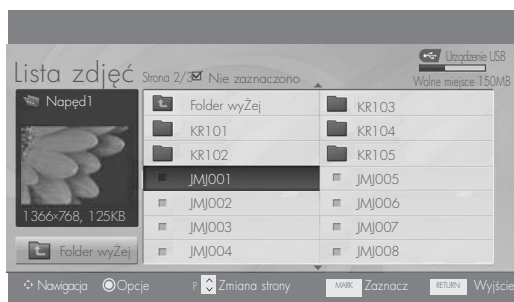 Urządzenie USB
Lista zdjęć Strona 2/3 Nie zaznaczono Wolne miejsce 150MB
Napęd1
Folder wyŻej KR103
KR101 KR104
KR102 KR105
JMJ001 JMJ005
JMJ002 JMJ006
JMJ003 JMJ007
JMJ004 JMJ008
1366×768, 125KB
Folder wyŻej
Nawigacja Opcje P Zmiana strony MARK Zaznacz RETURN Wyjście